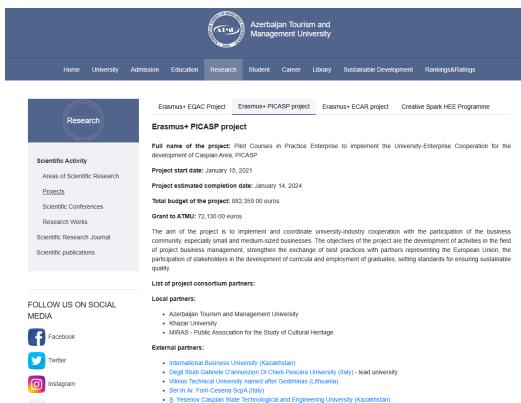 Azerbaijan Tourism and
Management University
Home University Admission Education Research Student Career Library Sustainable Development Rankings&Ratings
Research
Scientific Activity
Areas of Scientific Research
Projects
Scientific Conferences
Research Works
Scientific Research Journal
Scientific publications
FOLLOW US ON SOCIAL
MEDIA
Facebook
Twitter
Instagram
Erasmus+ EQAC Project Erasmus+ PICASP project Erasmus+ ECAR project Creative Spark HEE Programme
Erasmus+ PICASP project
Full name of the project: Pilot Courses in Practice Enterprise to implement the University-Enterprise Cooperation for the
development of Caspian Area, PICASP
Project start date: January 15, 2021
Project estimated completion date: January 14, 2024
Total budget of the project: 882,359.00 euros
Grant to ATMU: 72,130.00 euros
The aim of the project is to implement and coordinate university-industry cooperation with the participation of the business
community, especially small and medium-sized businesses. The objectives of the project are the development of activities in the field
of project business management, strengthen the exchange of best practices with partners representing the European Union, the
participation of stakeholders in the development of curricula and employment of graduates, setting standards for ensuring sustainable
quality.
List of project consortium partners:
Local partners:
• Azerbaijan Tourism and Management University
• Khazar University
• MIRAS - Public Association for the Study of Cultural Heritage
External partners:
• International Business University (Kazakhstan)
• Degli Studi Gabriele D'annunzion Di Chieti-Pescara University (Italy) - lead university
• Vilnius Technical University named after Gediminas (Lithuania)
• Ser.In.Ar. Forlì-Cesena ScpA (Italy)
• Ş. Yesenov Caspian State Technological and Engineering University (Kazakhstan)